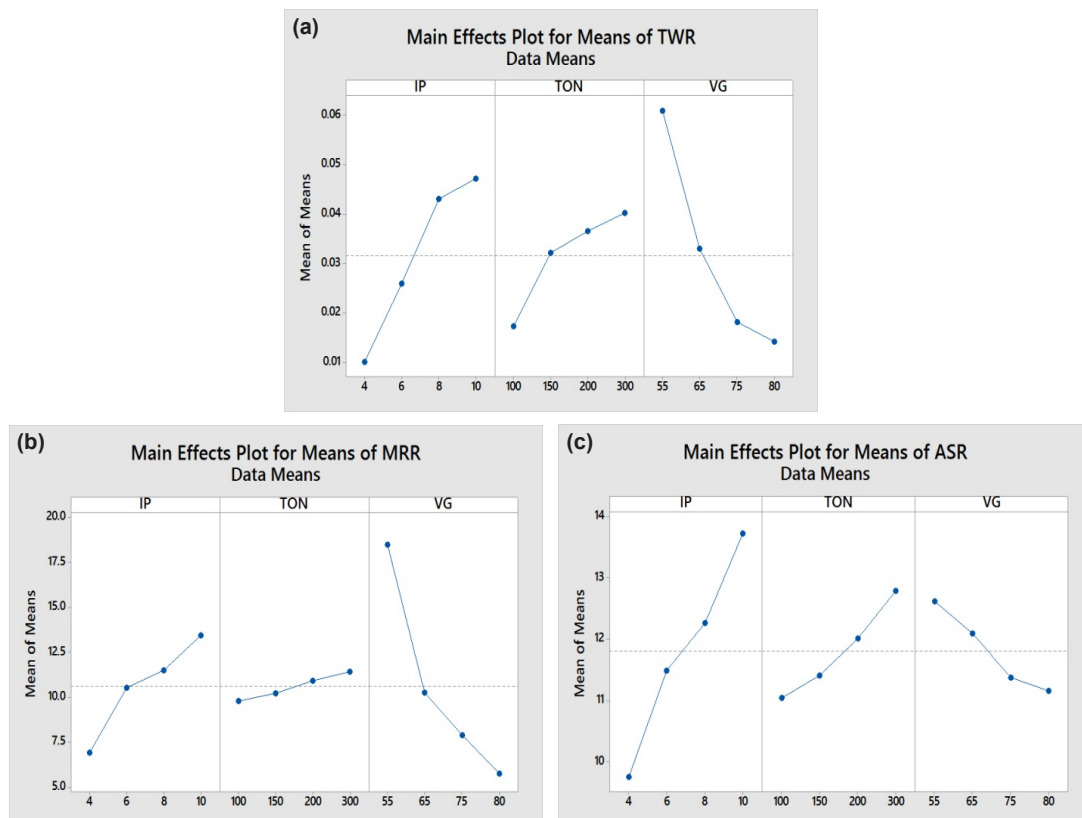 (a)
Main Effects Plot for Means of TWR
Data Means
IP TON VG
Mean of Means
0.06
0.05
0.04
0.03
0.02
0.01
4 6 8 10 100 150 200 300 55 65 75 80
(b)
Main Effects Plot for Means of MRR
Data Means
IP TON VG
Mean of Means
20.0
17.5
15.0
12.5
10.0
7.5
5.0
4 6 8 10 100 150 200 300 55 65 75 80
(c)
Main Effects Plot for Means of ASR
Data Means
IP TON VG
Mean of Means
14
13
12
11
10
4 6 8 10 100 150 200 300 55 65 75 80